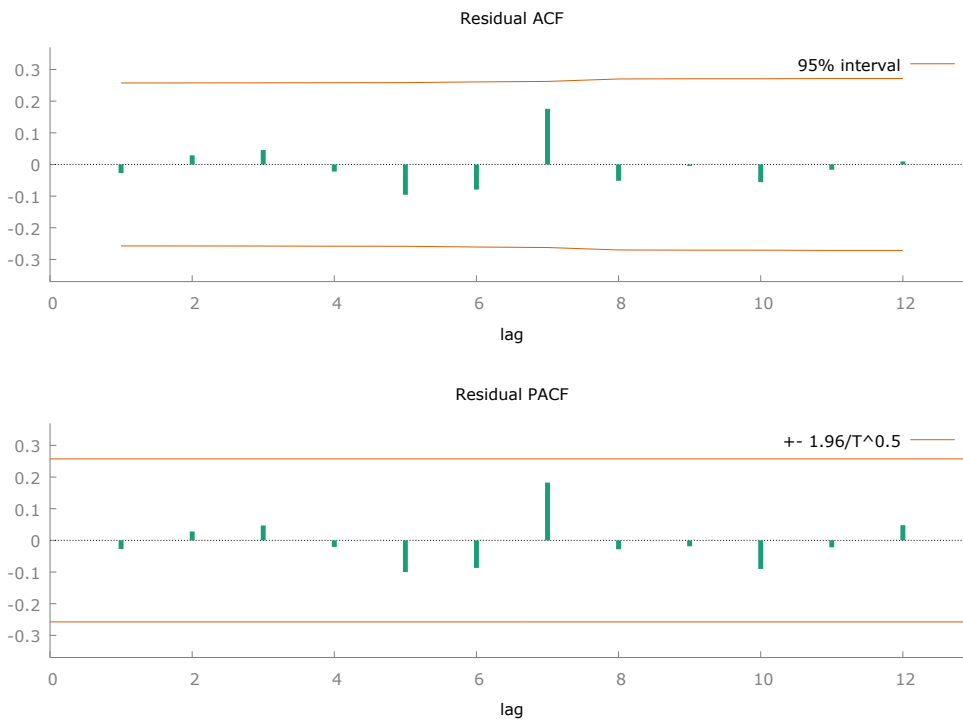 Residual ACF
95% interval
0.3
0.2
0.1
0
-0.1
-0.2
-0.3
0 2 4 6 8 10 12
lag
Residual PACF
+- 1.96/T^0.5
0.3
0.2
0.1
0
-0.1
-0.2
-0.3
0 2 4 6 8 10 12
lag